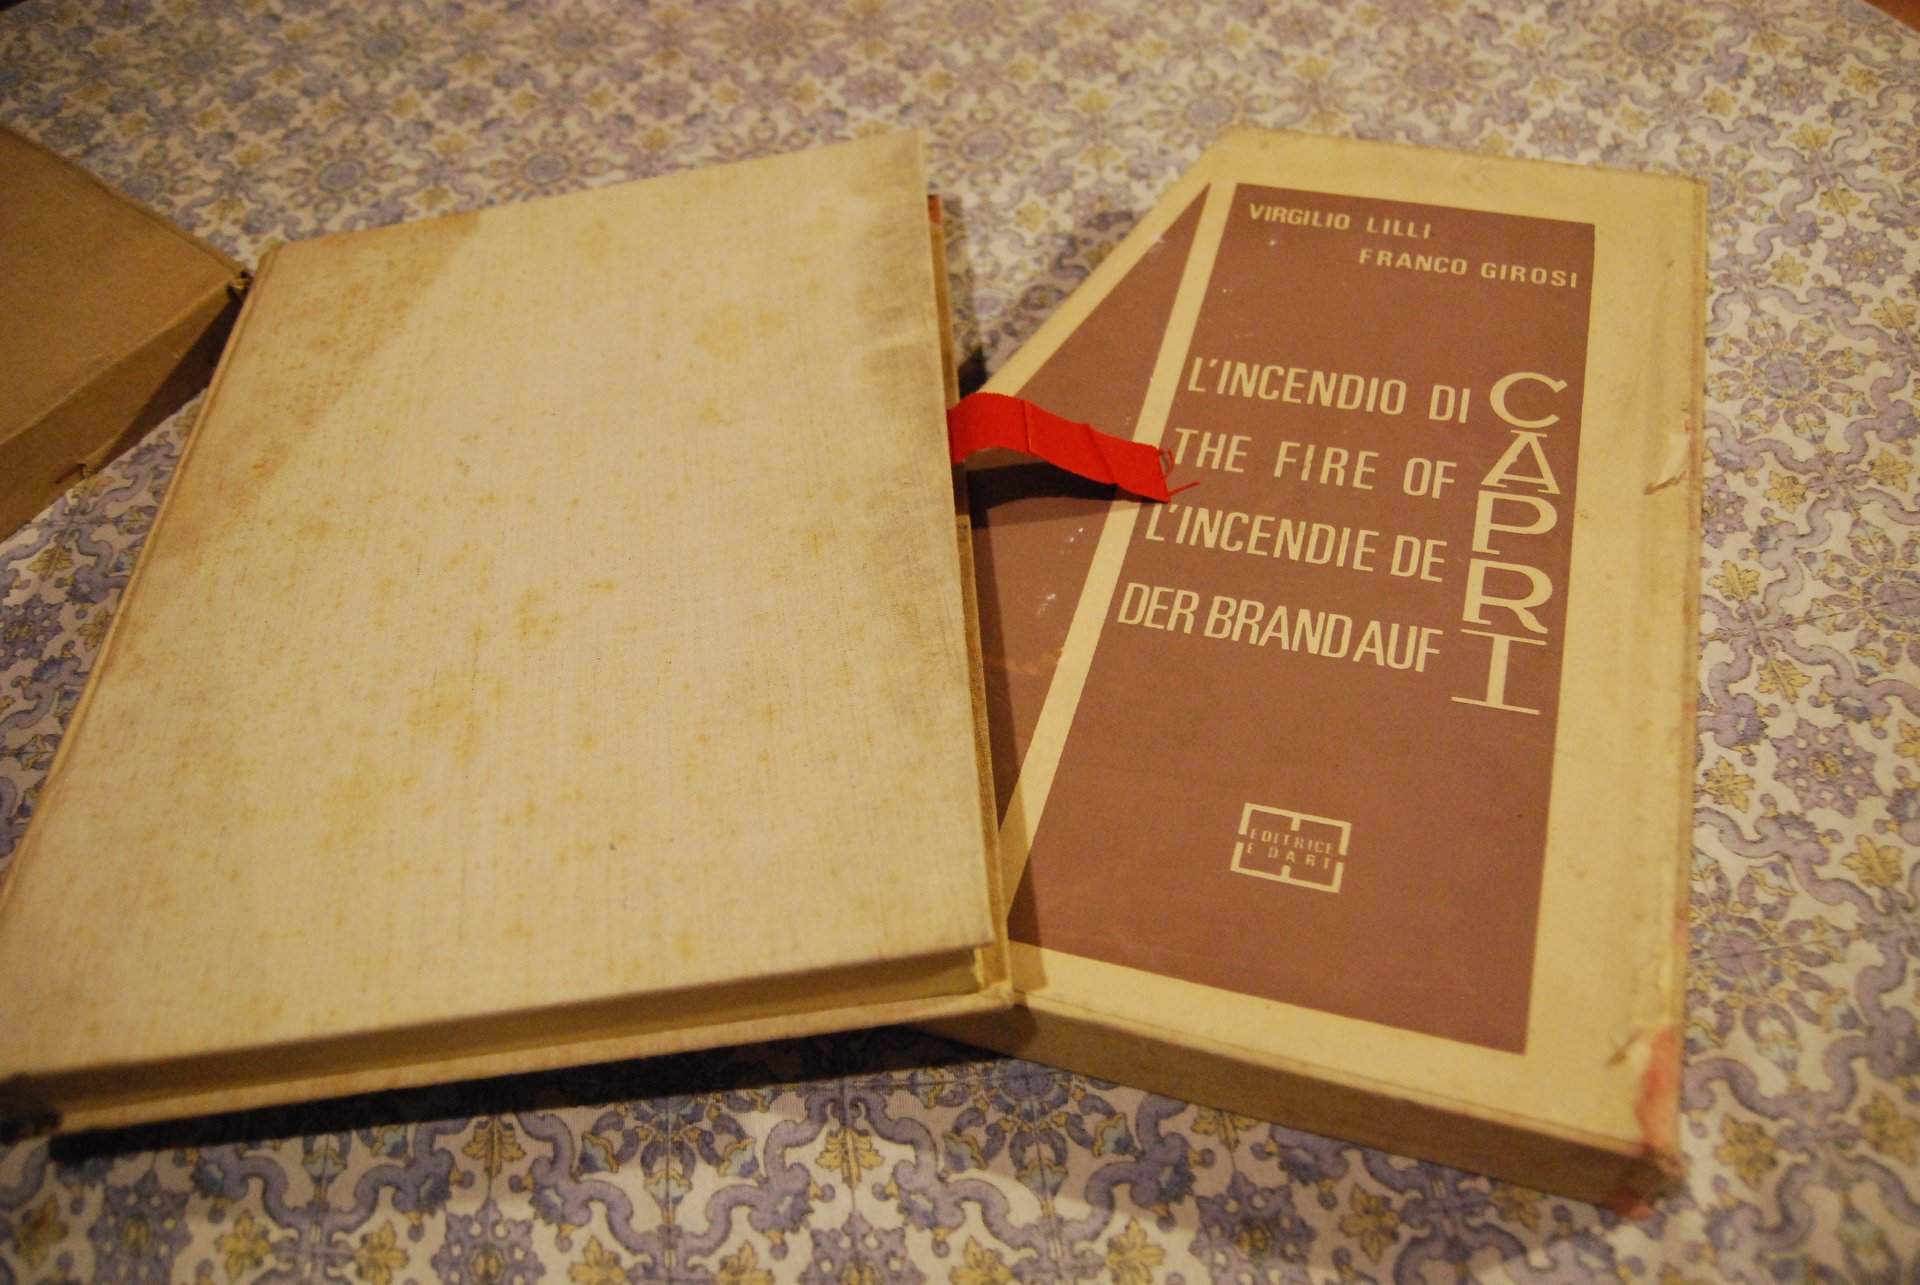 VIRGILIO LILLI
FRANCO GIROSI
L'INCENDIO DI
THE FIRE OF
L'INCENDIE DE
DER BRAND AUF
CAPRI
EDITRICE
E D'ART